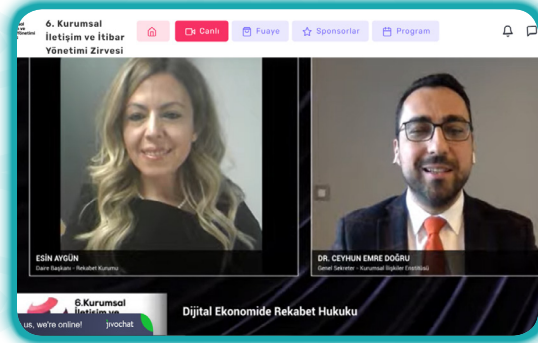 6. Kurumsal
İletişim ve İtibar
Yönetimi Zirvesi
Canlı
Fuaye
Sponsorlar
Program
ESİN AYGÜN
Daire Başkanı - Rekabet Kurumu
DR. CEYHUN EMRE DOĞRU
Genel Sekreter - Kurumsal İlişkiler Enstitüsü
6.Kurumsal
İletişim ve
Dijital Ekonomide Rekabet Hukuku
us, we're online! jivochat